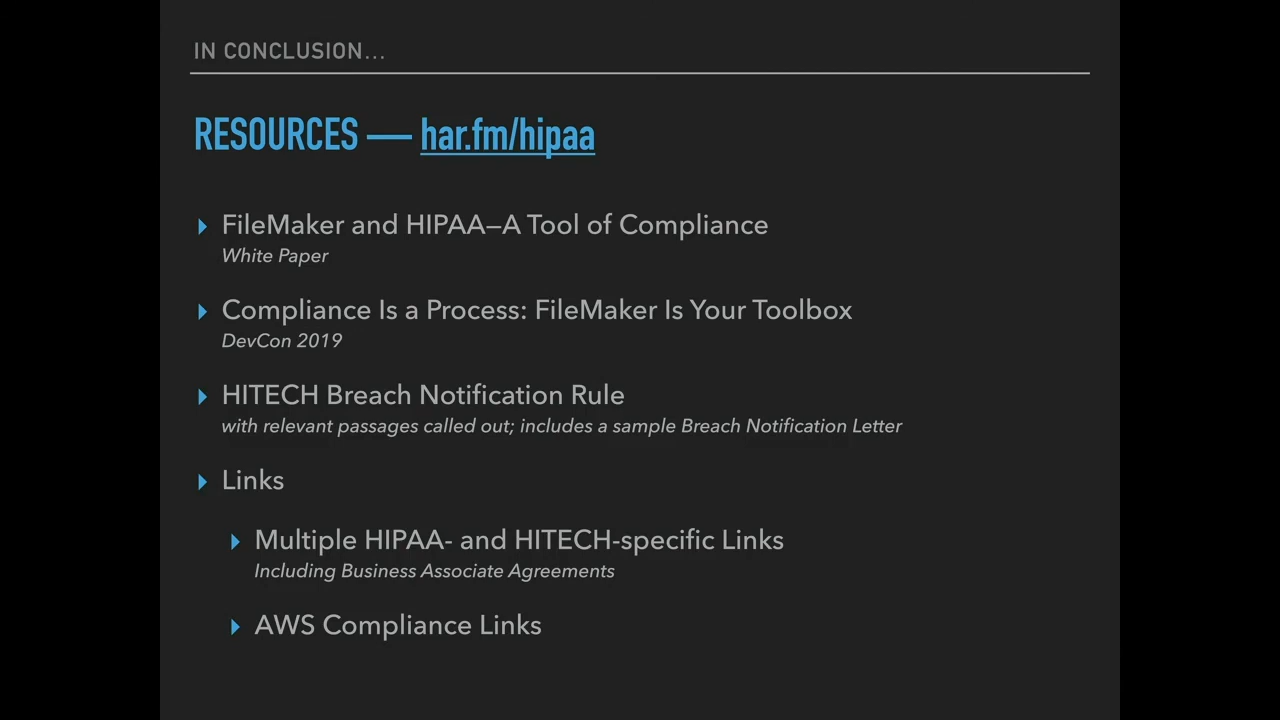 IN CONCLUSION...
RESOURCES — har.fm/hipaa
FileMaker and HIPAA—A Tool of Compliance
White Paper
Compliance Is a Process: FileMaker Is Your Toolbox
DevCon 2019
HITECH Breach Notification Rule
with relevant passages called out; includes a sample Breach Notification Letter
Links
Multiple HIPAA- and HITECH-specific Links
Including Business Associate Agreements
AWS Compliance Links